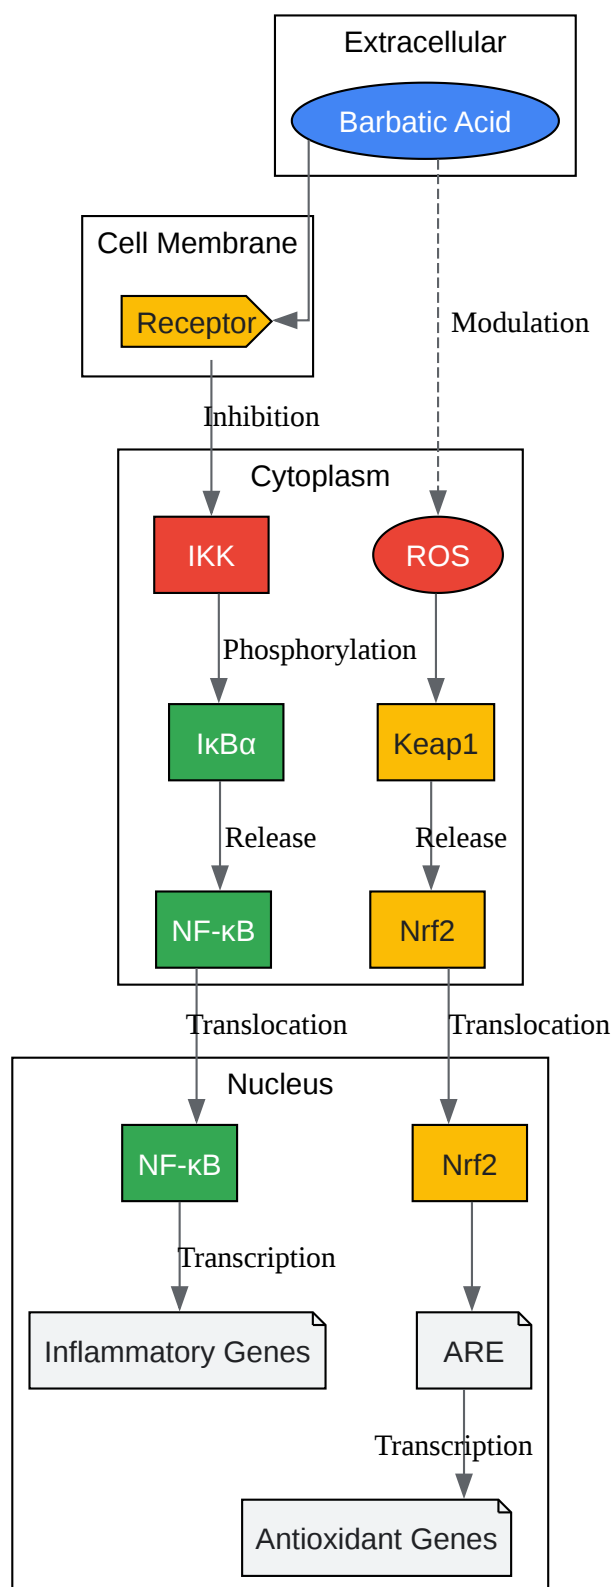 Extracellular
Barbatic Acid
Cell Membrane
Receptor
Modulation
Inhibition
Cytoplasm
IKK
ROS
Phosphorylation
IκBα
Keap1
Release
Release
NF-κB
Nrf2
Translocation
Translocation
Nucleus
NF-κB
Nrf2
Transcription
Inflammatory Genes
ARE
Transcription
Antioxidant Genes